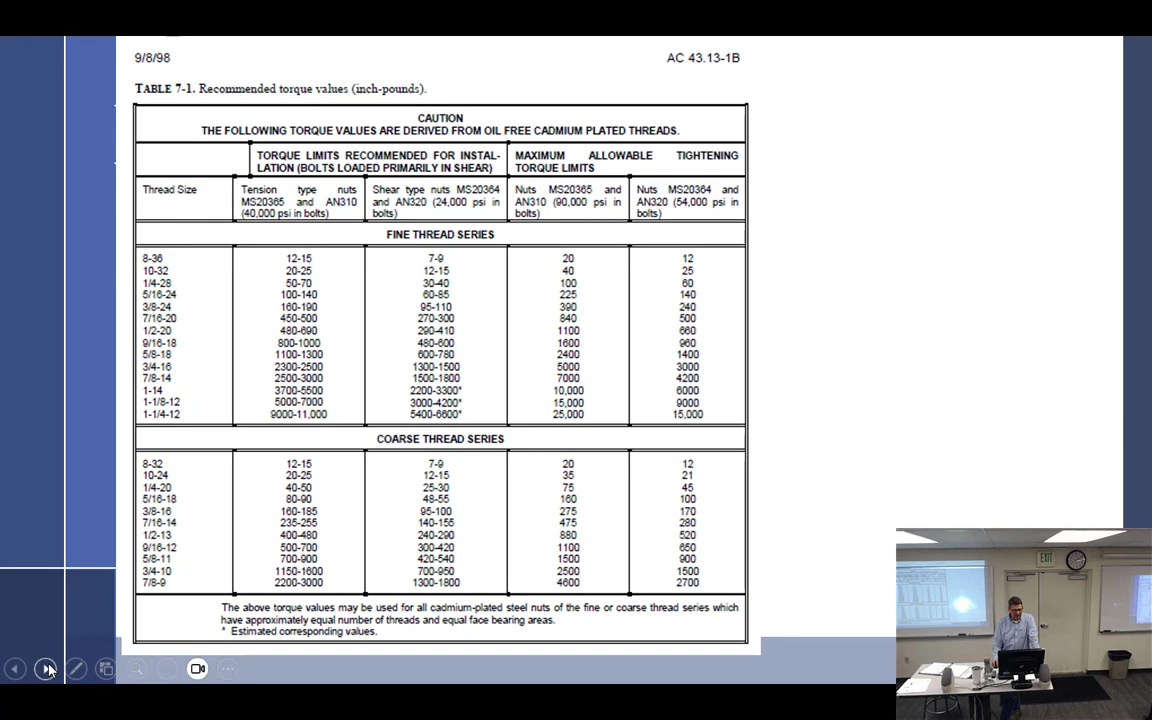 9/8/98 AC 43.13-1B
TABLE 7-1. Recommended torque values (inch-pounds).
CAUTION
THE FOLLOWING TORQUE VALUES ARE DERIVED FROM OIL FREE CADMIUM PLATED THREADS.
TORQUE LIMITS RECOMMENDED FOR INSTAL- MAXIMUM ALLOWABLE TIGHTENING
LATION (BOLTS LOADED PRIMARILY IN SHEAR) TORQUE LIMITS
Thread Size Tension type nuts Shear type nuts MS20364 Nuts MS20365 and Nuts MS20364 and
MS20365 and AN310 and AN320 (24,000 psi in AN310 (90,000 psi in AN320 (54,000 psi in
(40,000 psi in bolts) bolts) bolts) bolts)
FINE THREAD SERIES
8-36 12-15 7-9 20 12
10-32 20-25 12-15 40 25
1/4-28 50-70 30-40 100 60
5/16-24 100-140 60-85 225 140
3/8-24 160-190 95-110 390 240
7/16-20 450-500 270-300 840 500
1/2-20 480-690 290-410 1100 660
9/16-18 800-1000 480-600 1600 960
5/8-18 1100-1300 600-780 2400 1400
3/4-16 2300-2500 1300-1500 5000 3000
7/8-14 2500-3000 1500-1800 7000 4200
1-14 3700-5500 2200-3300* 10,000 6000
1-1/8-12 5000-7000 3000-4200* 15,000 9000
1-1/4-12 9000-11,000 5400-6600* 25,000 15,000
COARSE THREAD SERIES
8-32 12-15 7-9 20 12
10-24 20-25 12-15 35 21
1/4-20 40-50 25-30 75 45
5/16-18 80-90 48-55 160 100
3/8-16 160-185 95-100 275 170
7/16-14 235-255 140-155 475 280
1/2-13 400-480 240-290 880 520
9/16-12 500-700 300-420 1100 650
5/8-11 700-900 420-540 1500 900
3/4-10 1150-1600 700-950 2500 1500
7/8-9 2200-3000 1300-1800 4600 2700
The above torque values may be used for all cadmium-plated steel nuts of the fine or coarse thread series which
have approximately equal number of threads and equal face bearing areas.
* Estimated corresponding values.
EXIT